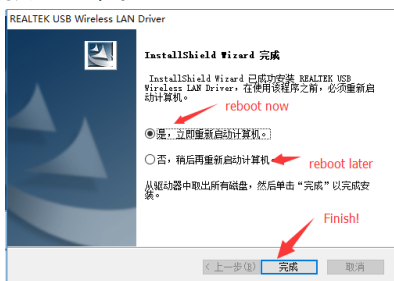 REALTEK USB Wireless LAN Driver
InstallShield Wizard 完成
InstallShield Wizard 已成功安装 REALTEK USB
Wireless LAN Driver，在使用该程序之前，必须重新启
动计算机。
reboot now
是，立即重新启动计算机。
否，稍后再重新启动计算机
reboot later
从驱动器中取出所有磁盘，然后单击“完成”以完成安
装。
Finish!
< 上一步(B) 完成 取消